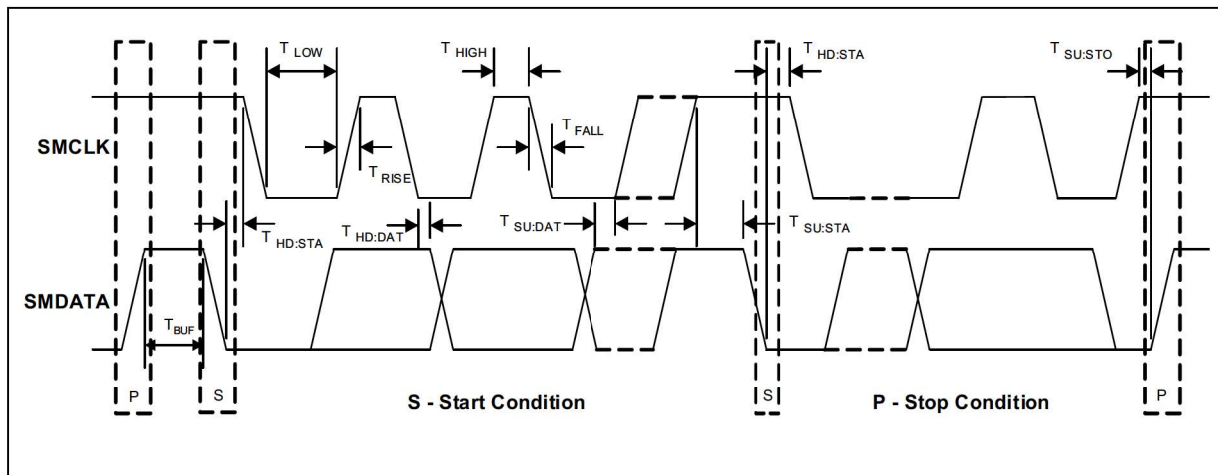 T LOW
T HIGH
T HD:STA
T SU:STO
SMCLK
T FALL
T RISE
T HD:STA
T HD:DAT
T SU:DAT
T SU:STA
SMDATA
T BUF
P
S
S - Start Condition
S
P - Stop Condition
P